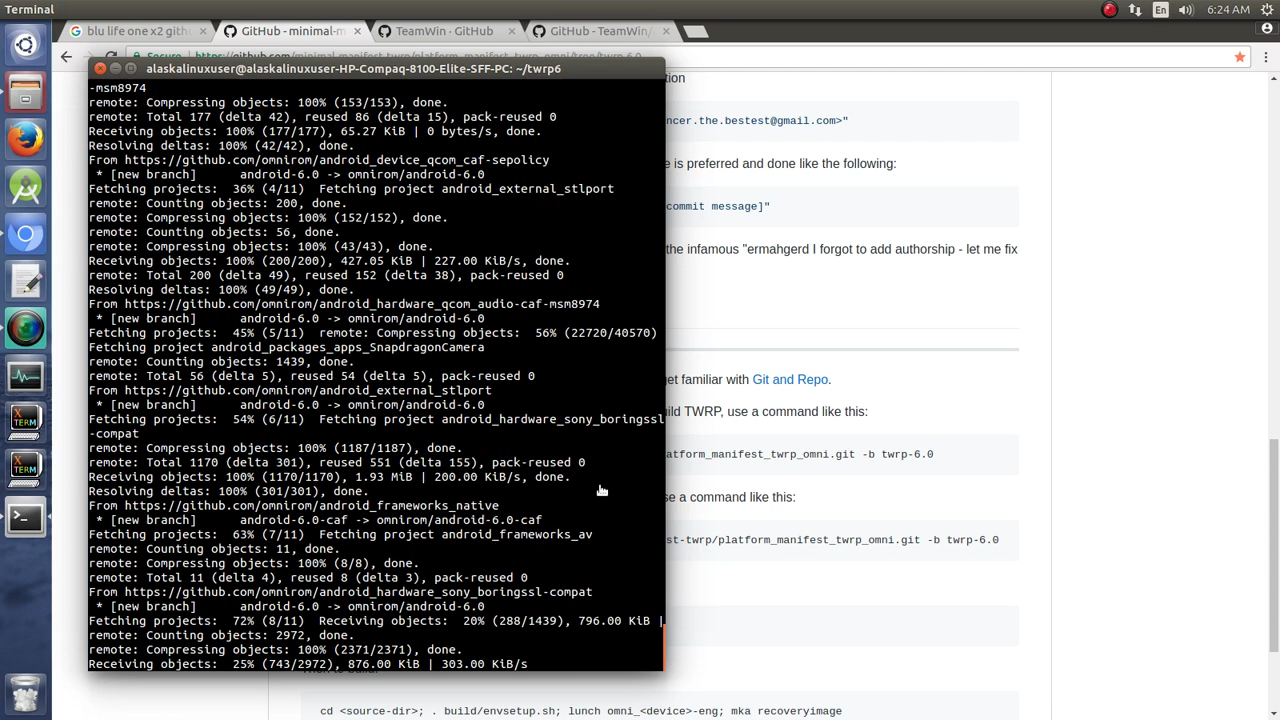 Terminal
En
6:24 AM
blu life one x2 gith
GitHub - minimal-m
TeamWin · GitHub
GitHub - TeamWin/
Secure
https://github.com/minimal-manifest-twrp/platform_manifest_twrp_omni/tree/twrp-6.0
alaskalinuxuser@alaskalinuxuser-HP-Compaq-8100-Elite-SFF-PC: ~/twrp6
-msm8974
remote: Compressing objects: 100% (153/153), done.
remote: Total 177 (delta 42), reused 86 (delta 15), pack-reused 0
Receiving objects: 100% (177/177), 65.27 KiB | 0 bytes/s, done.
Resolving deltas: 100% (42/42), done.
From https://github.com/omnirom/android_device_qcom_caf-sepolicy
* [new branch]      android-6.0 -> omnirom/android-6.0
Fetching projects:  36% (4/11)  Fetching project android_external_stlport
remote: Counting objects: 200, done.
remote: Compressing objects: 100% (152/152), done.
remote: Counting objects: 56, done.
remote: Compressing objects: 100% (43/43), done.
Receiving objects: 100% (200/200), 427.05 KiB | 227.00 KiB/s, done.
remote: Total 200 (delta 49), reused 152 (delta 38), pack-reused 0
Resolving deltas: 100% (49/49), done.
From https://github.com/omnirom/android_hardware_qcom_audio-caf-msm8974
* [new branch]      android-6.0 -> omnirom/android-6.0
Fetching projects:  45% (5/11)  remote: Compressing objects:  56% (22720/40570)
Fetching project android_packages_apps_SnapdragonCamera
remote: Counting objects: 1439, done.
remote: Total 56 (delta 5), reused 54 (delta 5), pack-reused 0
From https://github.com/omnirom/android_external_stlport
* [new branch]      android-6.0 -> omnirom/android-6.0
Fetching projects:  54% (6/11)  Fetching project android_hardware_sony_boringssl
-compat
remote: Compressing objects: 100% (1187/1187), done.
remote: Total 1170 (delta 301), reused 551 (delta 155), pack-reused 0
Receiving objects: 100% (1170/1170), 1.93 MiB | 200.00 KiB/s, done.
Resolving deltas: 100% (301/301), done.
From https://github.com/omnirom/android_frameworks_native
* [new branch]      android-6.0-caf -> omnirom/android-6.0-caf
Fetching projects:  63% (7/11)  Fetching project android_frameworks_av
remote: Counting objects: 11, done.
remote: Compressing objects: 100% (8/8), done.
remote: Total 11 (delta 4), reused 8 (delta 3), pack-reused 0
From https://github.com/omnirom/android_hardware_sony_boringssl-compat
* [new branch]      android-6.0 -> omnirom/android-6.0
Fetching projects:  72% (8/11)  Receiving objects:  20% (288/1439), 796.00 KiB |
remote: Counting objects: 2972, done.
remote: Compressing objects: 100% (2371/2371), done.
Receiving objects:  25% (743/2972), 876.00 KiB | 303.00 KiB/s
tion
ncer.the.bestest@gmail.com>"
e is preferred and done like the following:
commit message]"
the infamous "ermahgerd I forgot to add authorship - let me fix
get familiar with Git and Repo.
uild TWRP, use a command like this:
latform_manifest_twrp_omni.git -b twrp-6.0
se a command like this:
st-twrp/platform_manifest_twrp_omni.git -b twrp-6.0
cd <source-dir>; . build/envsetup.sh; lunch omni_<device>-eng; mka recoveryimage
XTERM
XTERM